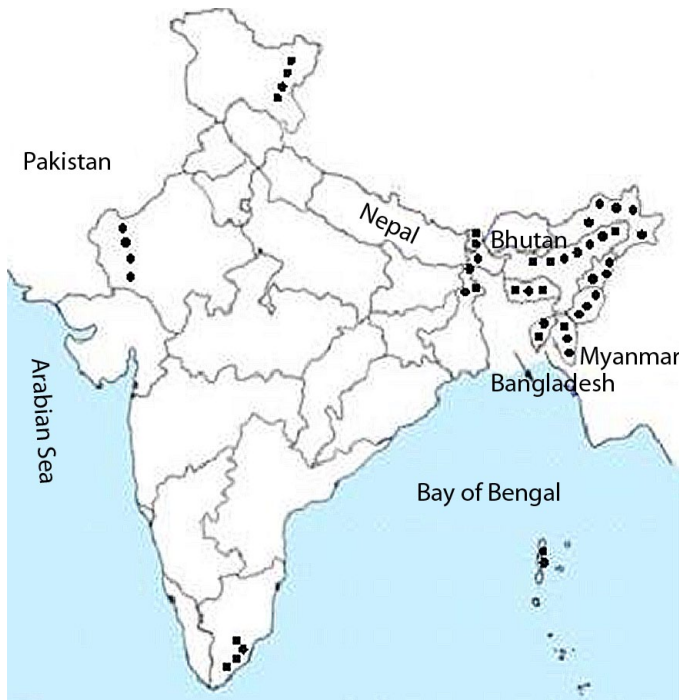 Pakistan
Nepal
Bhutan
Myanmar
Bangladesh
Arabian Sea
Bay of Bengal